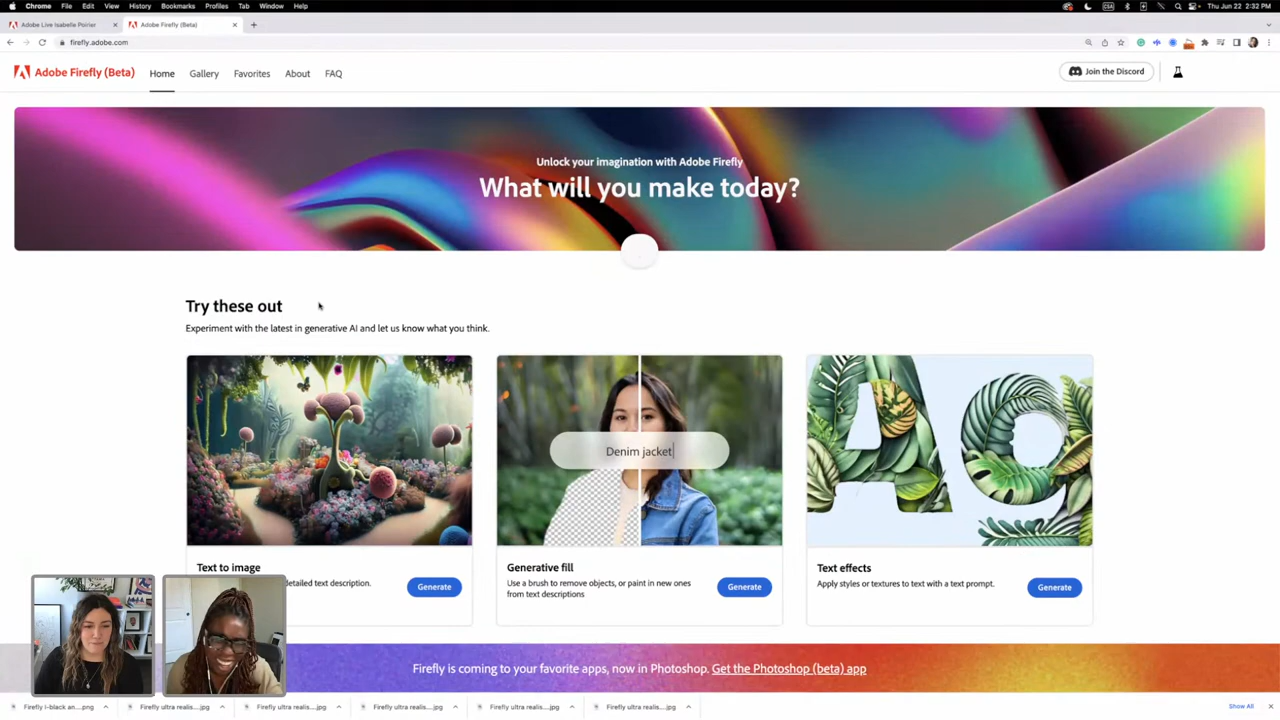 Chrome File Edit View History Bookmarks Profiles Tab Window Help
Thu Jun 22 2:32 PM
Adobe Live Isabelle Poirier
Adobe Firefly (Beta)
firefly.adobe.com
Adobe Firefly (Beta)
Home Gallery Favorites About FAQ
Join the Discord
Unlock your imagination with Adobe Firefly
What will you make today?
Try these out
Experiment with the latest in generative AI and let us know what you think.
Denim jacket
AO
Text to image
detailed text description.
Generate
Generative fill
Use a brush to remove objects, or paint in new ones
from text descriptions
Generate
Text effects
Apply styles or textures to text with a text prompt.
Generate
Firefly is coming to your favorite apps, now in Photoshop. Get the Photoshop (beta) app
Firefly i-black an....png
Firefly ultra realis....jpg
Firefly ultra realis....jpg
Firefly ultra realis....jpg
Firefly ultra realis....jpg
Firefly ultra realis....jpg
Show All